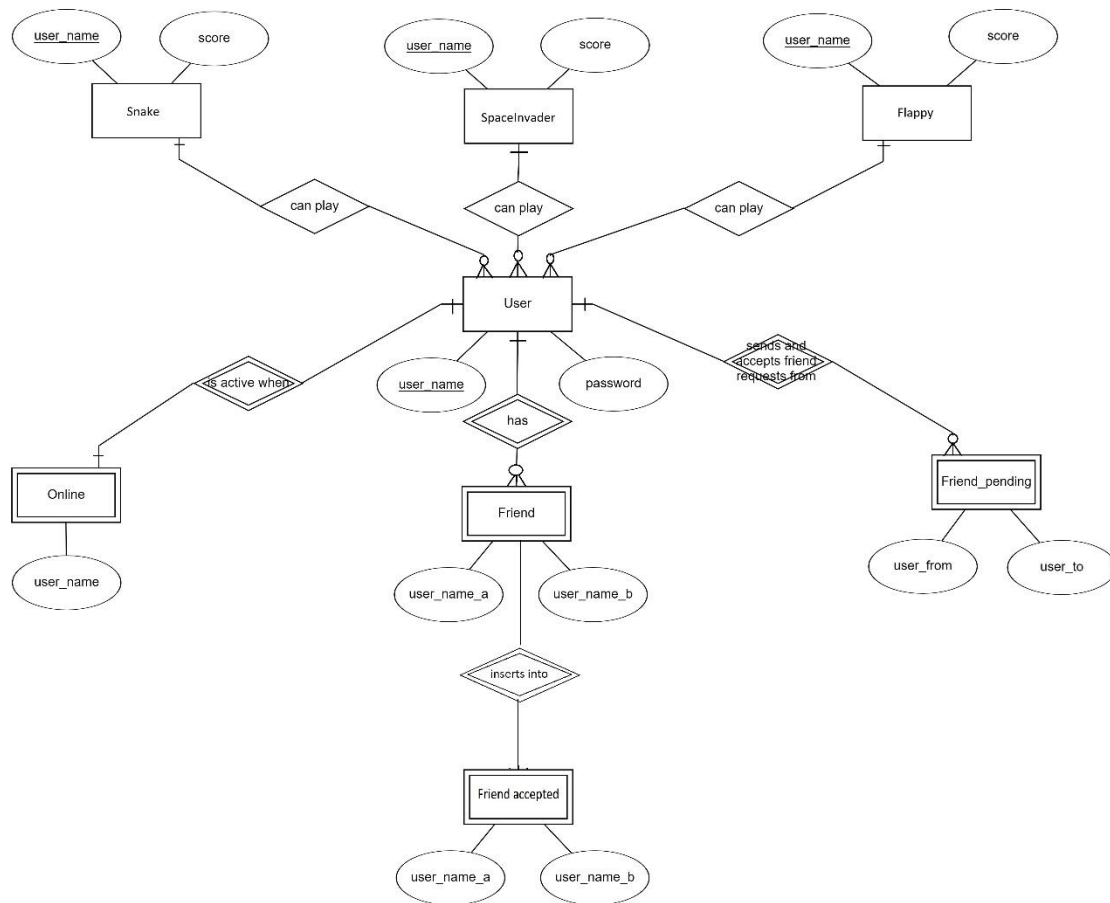 user_name
score
user_name
score
user_name
score
Snake
SpaceInvader
Flappy
can play
can play
can play
User
is active when
user_name
password
sends and
accepts friend
requests from
has
Online
Friend
Friend_pending
user_name
user_name_a
user_name_b
user_from
user_to
inserts into
Friend accepted
user_name_a
user_name_b